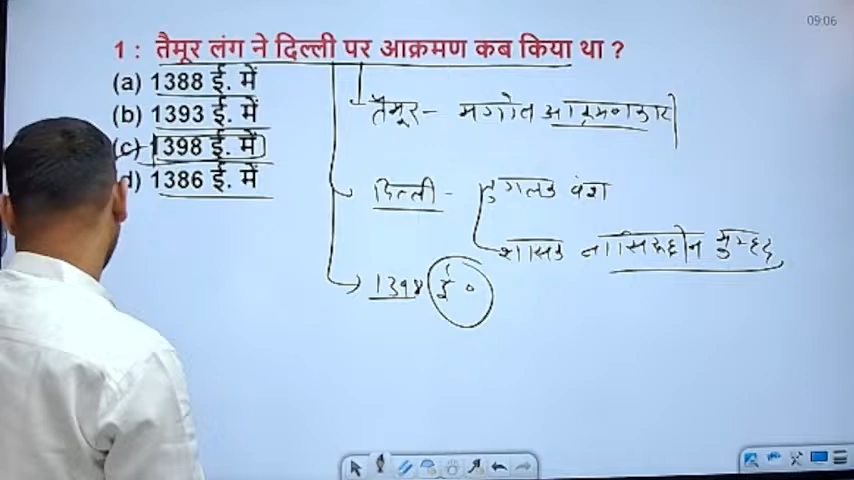 09:06
1 : तैमूर लंग ने दिल्ली पर आक्रमण कब किया था ?
(a) 1388 ई. में
(b) 1393 ई. में
(c) 1398 ई. में
d) 1386 ई. में
तैमूर - मगोल आक्रमणकारी
दिल्ली - तुगलक वंश
शासक नासिरुद्दीन मुहम्मद
1398 ई०